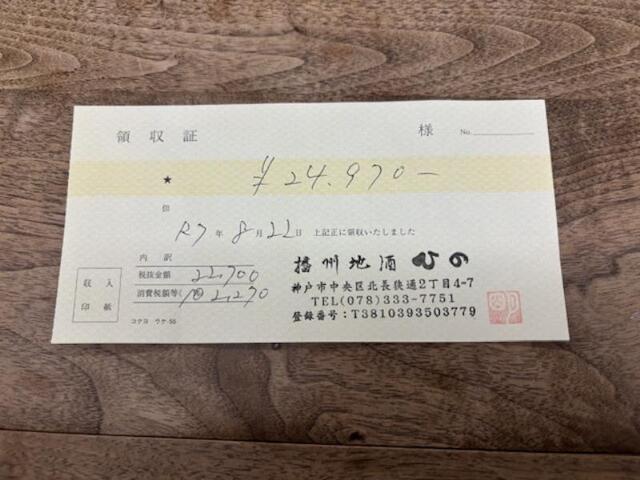 領収証 様 No.
★ ¥24,970-
但
R7年8月22日 上記正に領収いたしました
内訳
税抜金額 22,700
消費税額等( 2,270
収入印紙
コクヨ ウケ-55
播州地酒 ひの
神戸市中央区北長狭通2丁目4-7
TEL(078)333-7751
登録番号:T3810393503779